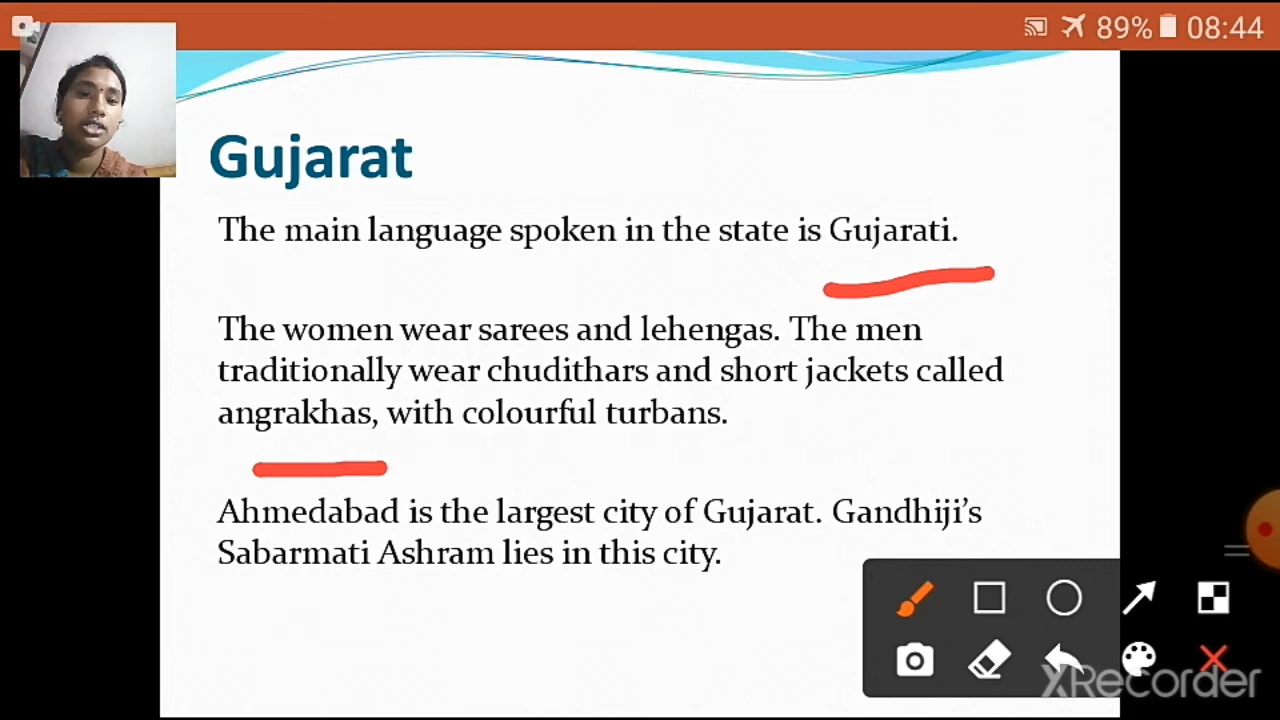 89% 08:44
Gujarat
The main language spoken in the state is Gujarati.
The women wear sarees and lehengas. The men
traditionally wear chudithars and short jackets called
angrakhas, with colourful turbans.
Ahmedabad is the largest city of Gujarat. Gandhiji’s
Sabarmati Ashram lies in this city.
XRecorder